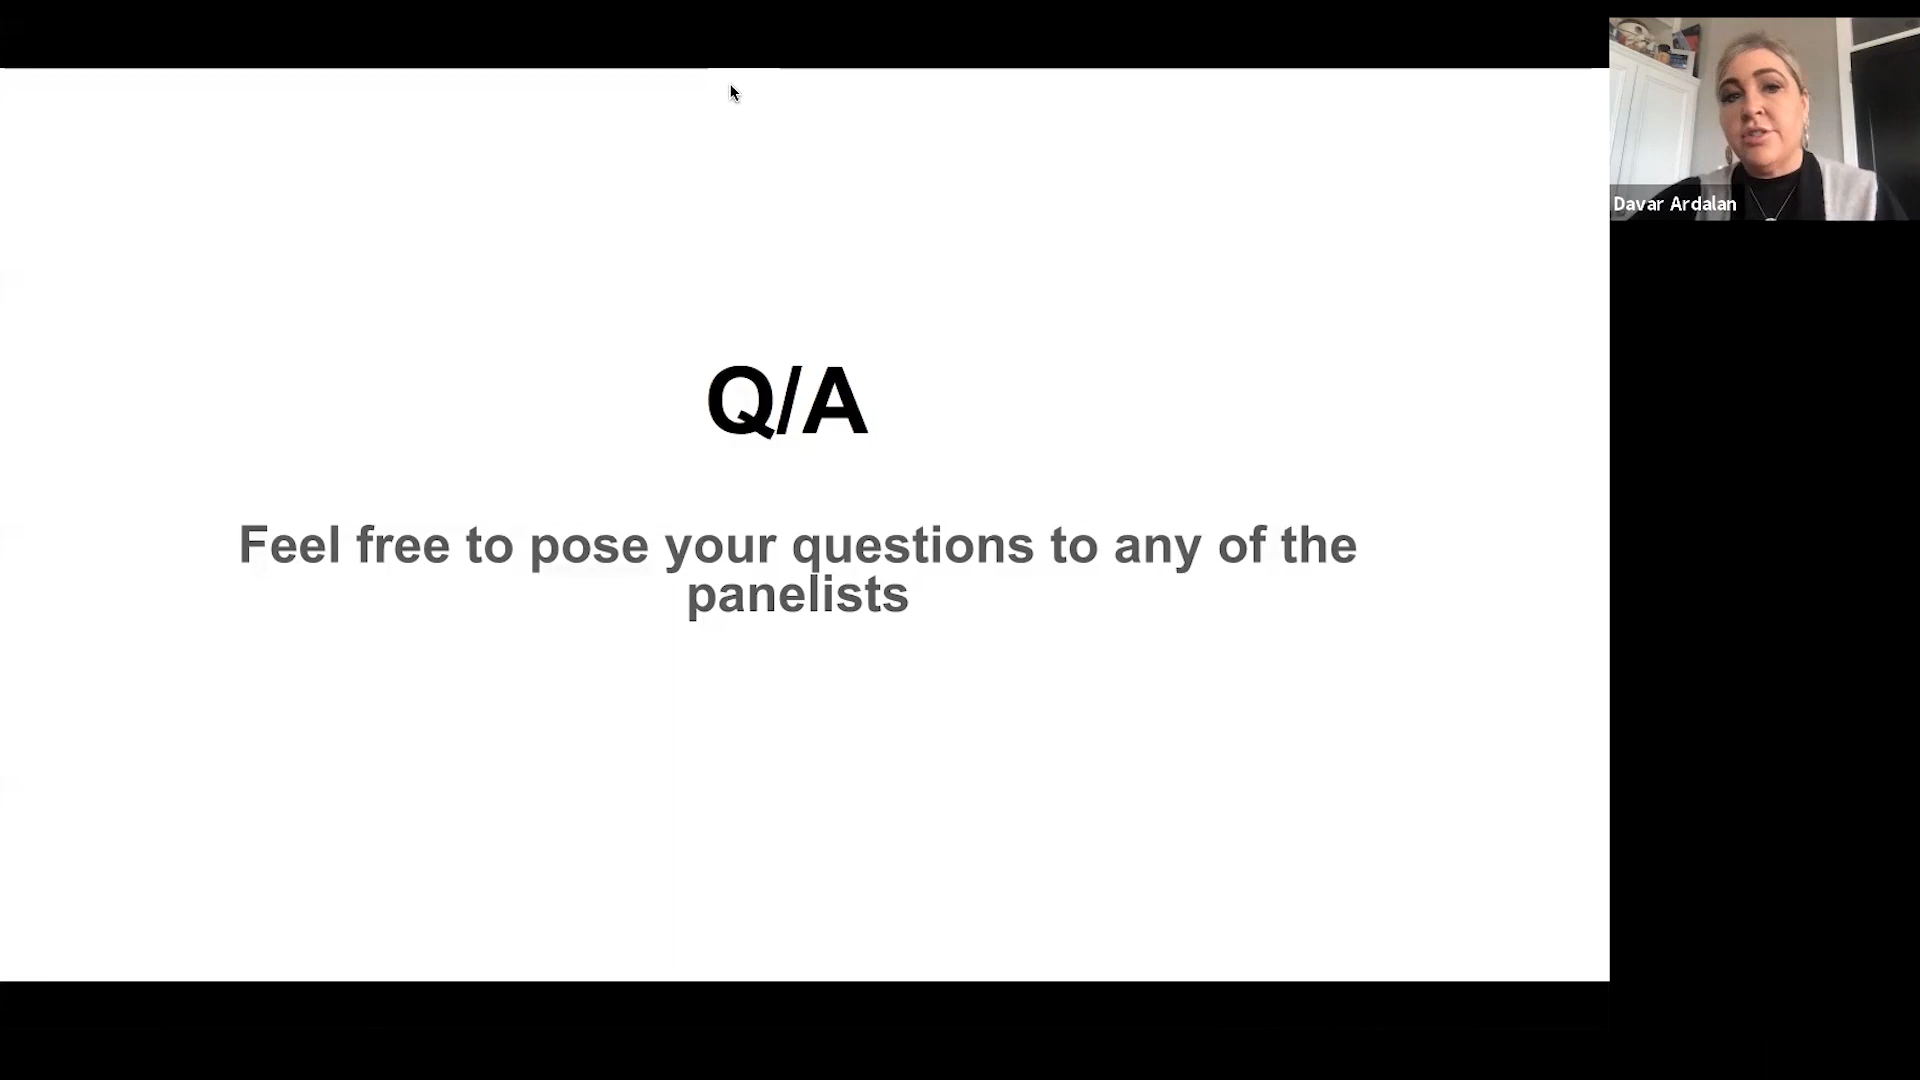 Q/A
Feel free to pose your questions to any of the
panelists
Davar Ardalan